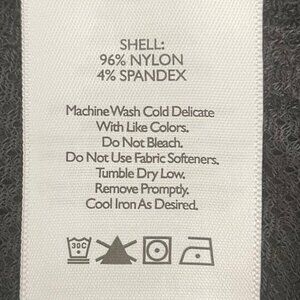 SHELL:
96% NYLON
4% SPANDEX
Machine Wash Cold Delicate
With Like Colors.
Do Not Bleach.
Do Not Use Fabric Softeners.
Tumble Dry Low.
Remove Promptly.
Cool Iron As Desired.
30C